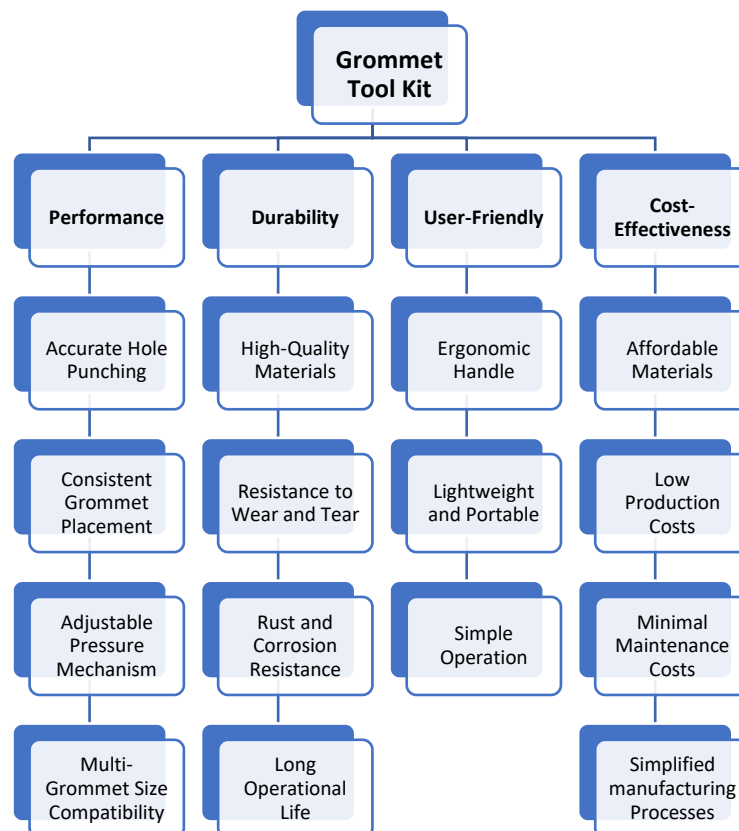 Grommet
Tool Kit
Performance
Durability
User-Friendly
Cost-
Effectiveness
Accurate Hole
Punching
High-Quality
Materials
Ergonomic
Handle
Affordable
Materials
Consistent
Grommet
Placement
Resistance to
Wear and Tear
Lightweight
and Portable
Low
Production
Costs
Adjustable
Pressure
Mechanism
Rust and
Corrosion
Resistance
Simple
Operation
Minimal
Maintenance
Costs
Multi-
Grommet Size
Compatibility
Long
Operational
Life
Simplified
manufacturing
Processes